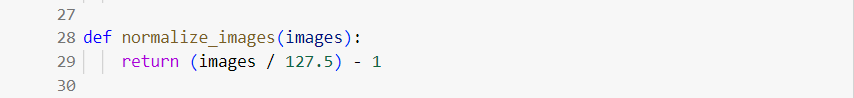 27
28 def normalize_images(images):
29 return (images / 127.5) - 1
30